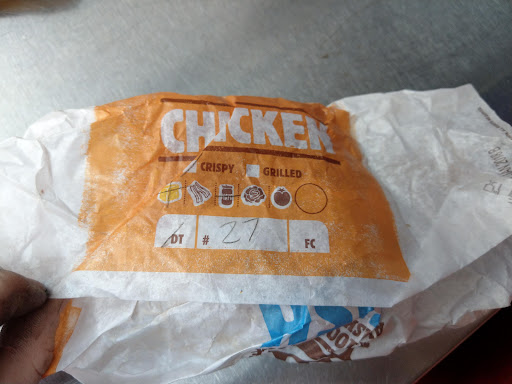 CHICKEN
CRISPY GRILLED
DT # 27 FC